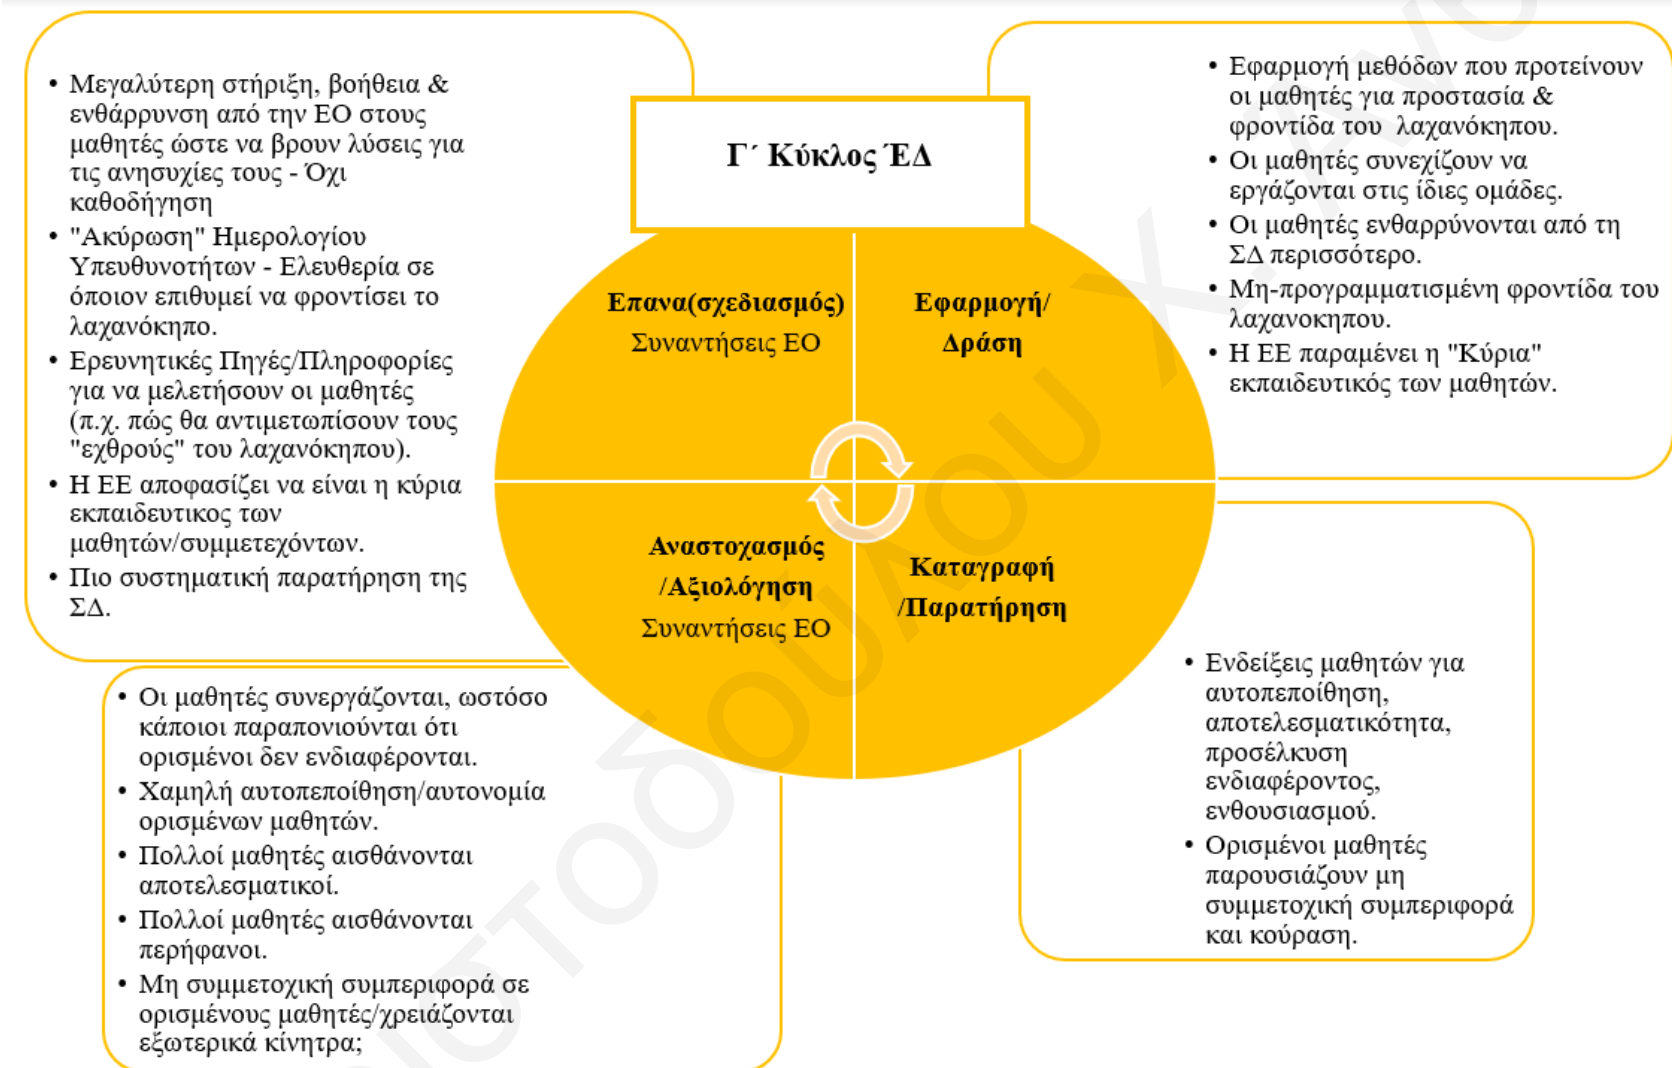 Γ΄ Κύκλος ΈΔ
• Μεγαλύτερη στήριξη, βοήθεια &
ενθάρρυνση από την ΕΟ στους
μαθητές ώστε να βρουν λύσεις για
τις ανησυχίες τους - Όχι
καθοδήγηση
• "Ακύρωση" Ημερολογίου
Υπευθυνοτήτων - Ελευθερία σε
όποιον επιθυμεί να φροντίσει το
λαχανόκηπο.
• Ερευνητικές Πηγές/Πληροφορίες
για να μελετήσουν οι μαθητές
(π.χ. πώς θα αντιμετωπίσουν τους
"εχθρούς" του λαχανόκηπου).
• Η ΕΕ αποφασίζει να είναι η κύρια
εκπαιδευτικος των
μαθητών/συμμετεχόντων.
• Πιο συστηματική παρατήρηση της
ΣΔ.
Επανα(σχεδιασμός)
Συναντήσεις ΕΟ
Εφαρμογή/
Δράση
• Εφαρμογή μεθόδων που προτείνουν
οι μαθητές για προστασία &
φροντίδα του λαχανόκηπου.
• Οι μαθητές συνεχίζουν να
εργάζονται στις ίδιες ομάδες.
• Οι μαθητές ενθαρρύνονται από τη
ΣΔ περισσότερο.
• Μη-προγραμματισμένη φροντίδα του
λαχανοκηπου.
• Η ΕΕ παραμένει η "Κύρια"
εκπαιδευτικός των μαθητών.
Αναστοχασμός
/Αξιολόγηση
Συναντήσεις ΕΟ
Καταγραφή
/Παρατήρηση
• Οι μαθητές συνεργάζονται, ωστόσο
κάποιοι παραπονιούνται ότι
ορισμένοι δεν ενδιαφέρονται.
• Χαμηλή αυτοπεποίθηση/αυτονομία
ορισμένων μαθητών.
• Πολλοί μαθητές αισθάνονται
αποτελεσματικοί.
• Πολλοί μαθητές αισθάνονται
περήφανοι.
• Μη συμμετοχική συμπεριφορά σε
ορισμένους μαθητές/χρειάζονται
εξωτερικά κίνητρα;
• Ενδείξεις μαθητών για
αυτοπεποίθηση,
αποτελεσματικότητα,
προσέλκυση
ενδιαφέροντος,
ενθουσιασμού.
• Ορισμένοι μαθητές
παρουσιάζουν μη
συμμετοχική συμπεριφορά
και κούραση.